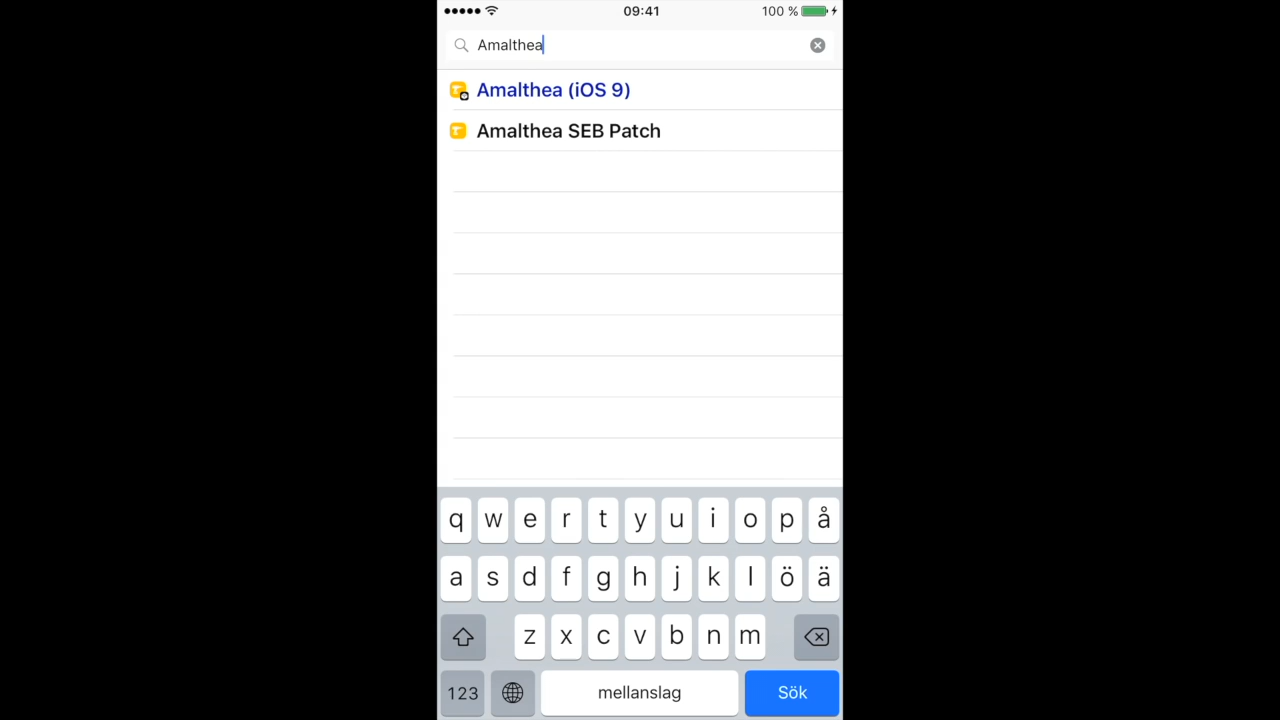 09:41
100 %
Amalthea
Amalthea (iOS 9)
Amalthea SEB Patch
q w e r t y u i o p å
a s d f g h j k l ö ä
z x c v b n m
123 mellanslag Sök